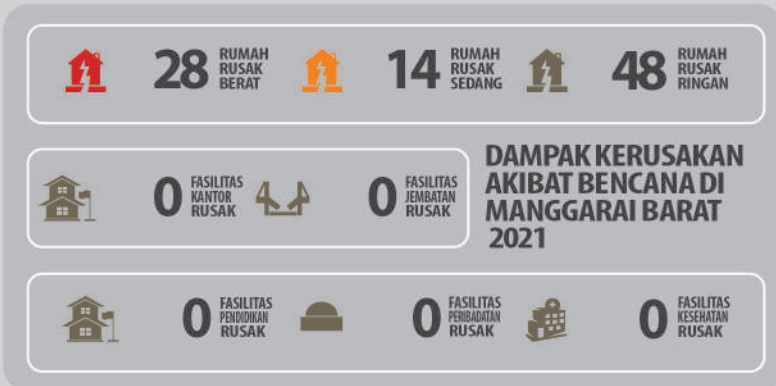 28 RUMAH RUSAK BERAT
14 RUMAH RUSAK SEDANG
48 RUMAH RUSAK RINGAN
0 FASILITAS KANTOR RUSAK
0 FASILITAS JEMBATAN RUSAK
DAMPAK KERUSAKAN
AKIBAT BENCANA DI
MANGGARAI BARAT
2021
0 FASILITAS PENDIDIKAN RUSAK
0 FASILITAS PERIBADATAN RUSAK
0 FASILITAS KESEHATAN RUSAK